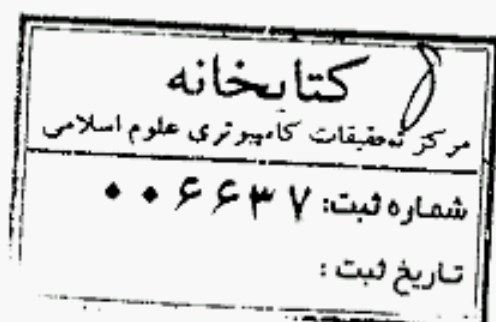 کتابخانه
مرکز تحقیقات کامپیوتری علوم اسلامی
شماره ثبت: ۰۰۶۶۳۷
تاریخ ثبت: